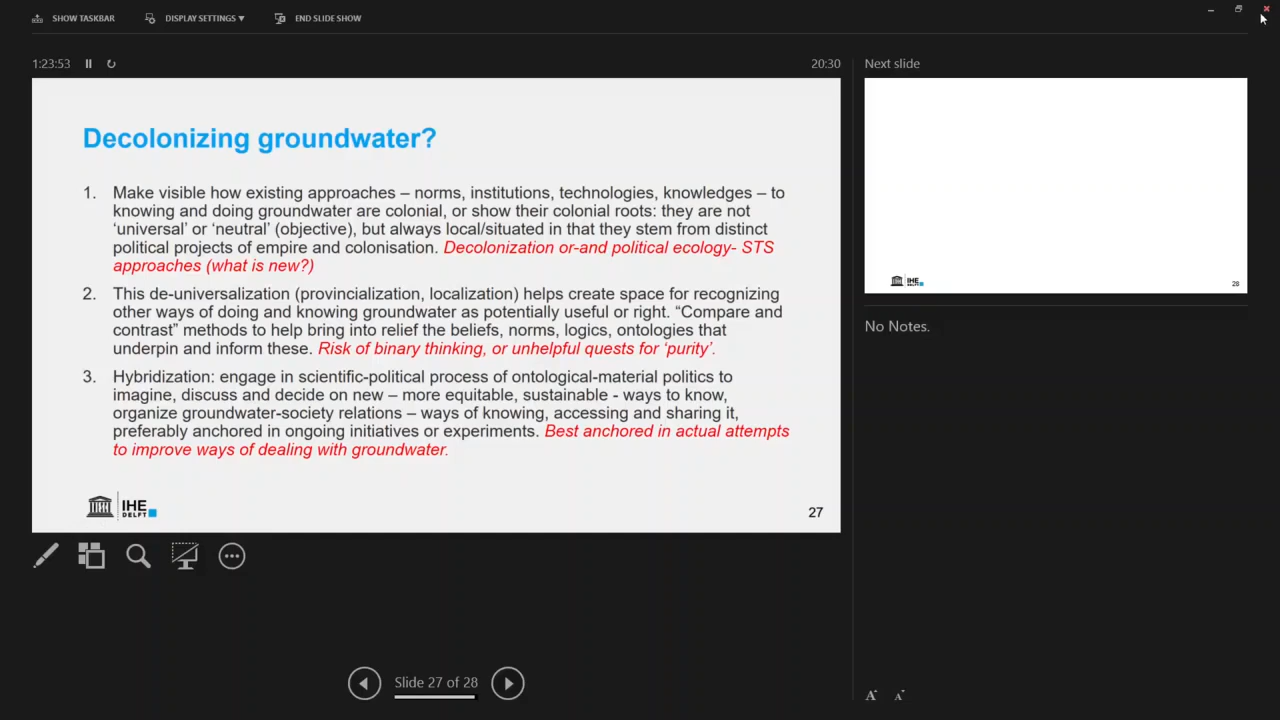 SHOW TASKBAR
DISPLAY SETTINGS ▼
END SLIDE SHOW
1:23:53
20:30
Next slide
Decolonizing groundwater?
1. Make visible how existing approaches – norms, institutions, technologies, knowledges – to
knowing and doing groundwater are colonial, or show their colonial roots: they are not
‘universal’ or ‘neutral’ (objective), but always local/situated in that they stem from distinct
political projects of empire and colonisation. Decolonization or-and political ecology- STS
approaches (what is new?)
2. This de-universalization (provincialization, localization) helps create space for recognizing
other ways of doing and knowing groundwater as potentially useful or right. “Compare and
contrast” methods to help bring into relief the beliefs, norms, logics, ontologies that
underpin and inform these. Risk of binary thinking, or unhelpful quests for ‘purity’.
3. Hybridization: engage in scientific-political process of ontological-material politics to
imagine, discuss and decide on new – more equitable, sustainable - ways to know,
organize groundwater-society relations – ways of knowing, accessing and sharing it,
preferably anchored in ongoing initiatives or experiments. Best anchored in actual attempts
to improve ways of dealing with groundwater.
IHE
DELFT
27
IHE
DELFT
28
No Notes.
Slide 27 of 28
A
A